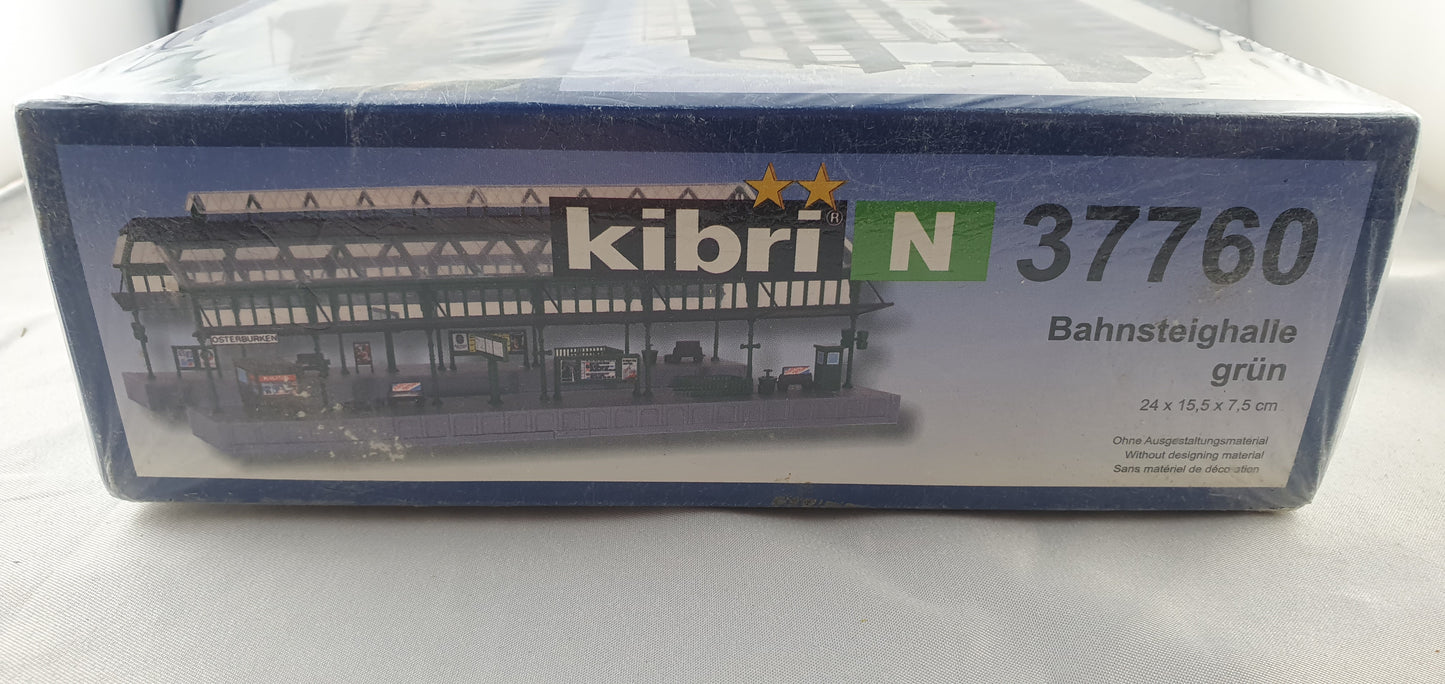 kibri® N 37760
Bahnsteighalle
grün
24 x 15,5 x 7,5 cm
Ohne Ausgestaltungsmaterial
Without designing material
Sans matériel de décoration
OSTERBURKEN